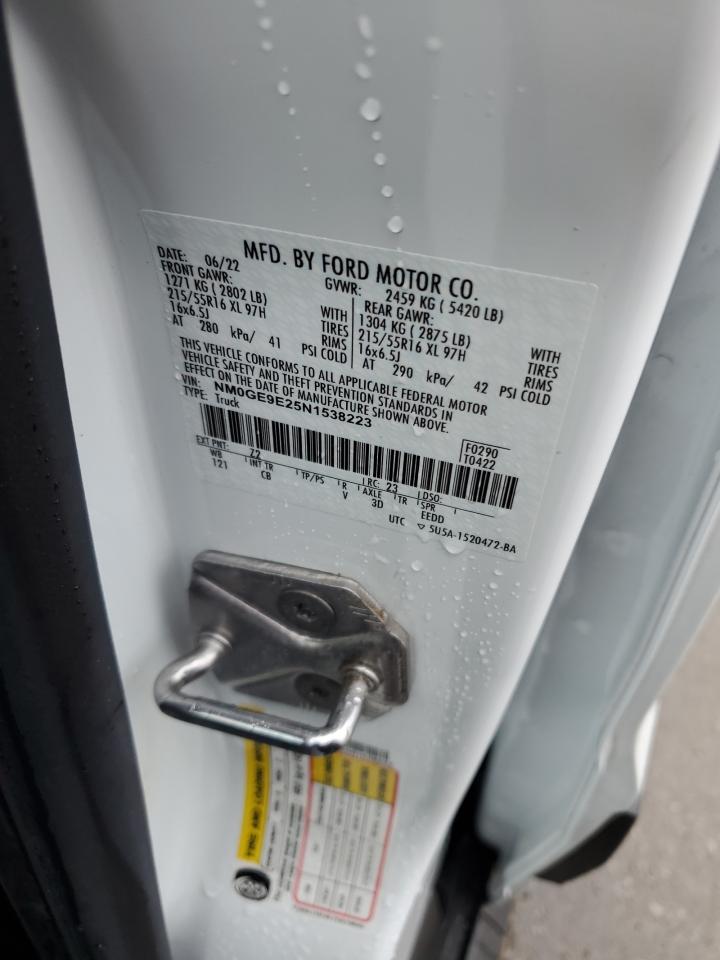 MFD. BY FORD MOTOR CO.
DATE: 06/22 GVWR: 2459 KG ( 5420 LB)
FRONT GAWR: REAR GAWR:
1271 KG ( 2802 LB) WITH 1304 KG ( 2875 LB) WITH
215/55R16 XL 97H TIRES 215/55R16 XL 97H TIRES
16x6.5J RIMS 16x6.5J RIMS
AT 280 kPa/ 41 PSI COLD AT 290 kPa/ 42 PSI COLD
THIS VEHICLE CONFORMS TO ALL APPLICABLE FEDERAL MOTOR
VEHICLE SAFETY AND THEFT PREVENTION STANDARDS IN
EFFECT ON THE DATE OF MANUFACTURE SHOWN ABOVE.
VIN: NM0GE9E25N1538223
TYPE: Truck
F0290
T0422
EXT PNT: Z2 RC: 23 DSO:
WB INT TR TP/PS R AXLE TR SPR
121 CB V 3D EEDD
UTC ▽ 5U5A-1520472-BA
TIRE AND LOADING